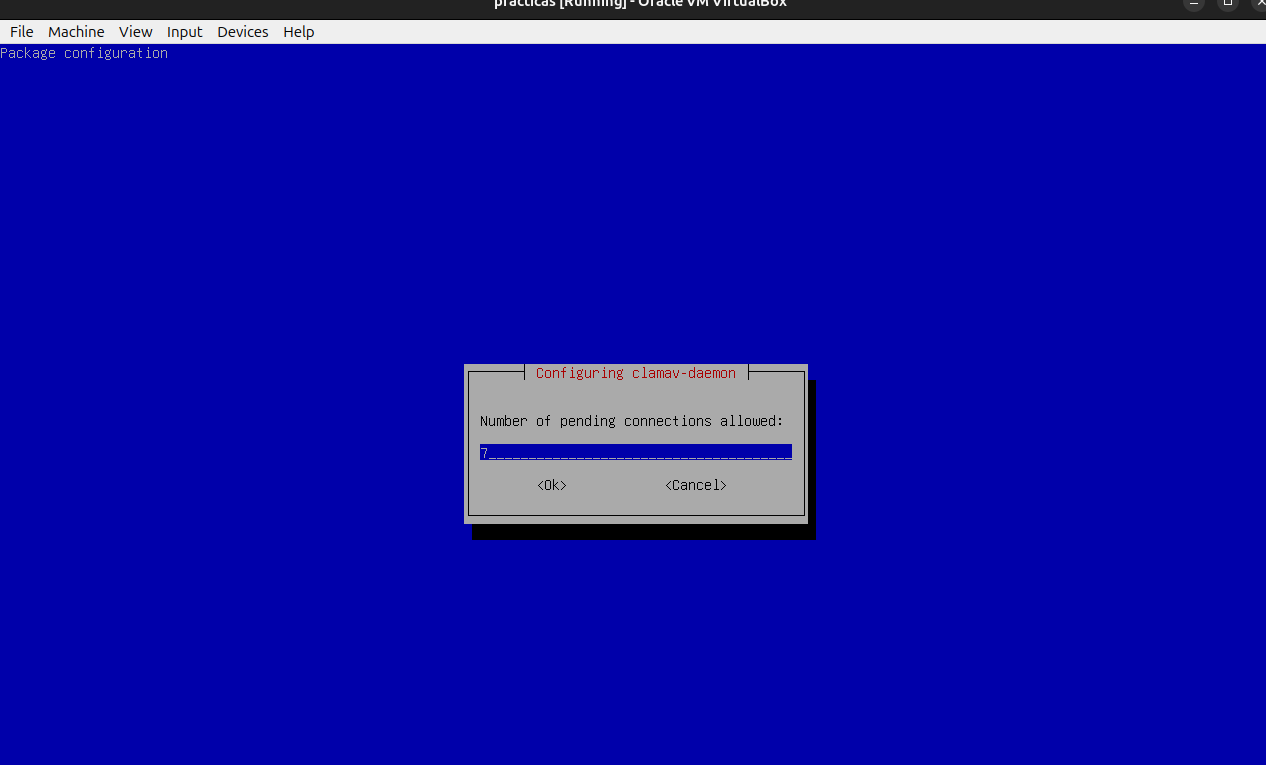 practicas [Running] - Oracle VM VirtualBox
File Machine View Input Devices Help
Package configuration
Configuring clamav-daemon
Number of pending connections allowed:
7_______________________________________
<Ok> <Cancel>